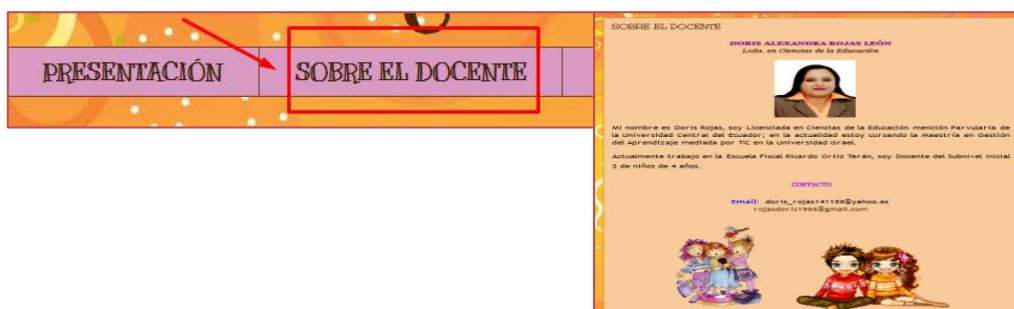 PRESENTACIÓN
SOBRE EL DOCENTE
SOBRE EL DOCENTE
DORIS ALEXANDRA ROJAS LEÓN
Lcda. en Ciencias de la Educación
Mi nombre es Doris Rojas, soy Licenciada en Ciencias de la Educación mención Parvularia de
la Universidad Central del Ecuador; en la actualidad estoy cursando la Maestría en Gestión
del Aprendizaje mediada por TIC en la Universidad Israel.
Actualmente trabajo en la Escuela Fiscal Ricardo Ortiz Terán, soy Docente del Subnivel Inicial
2 de niños de 4 años.
CONTACTO
Email: doris_rojas141188@yahoo.es
rojasdoris1988@gmail.com